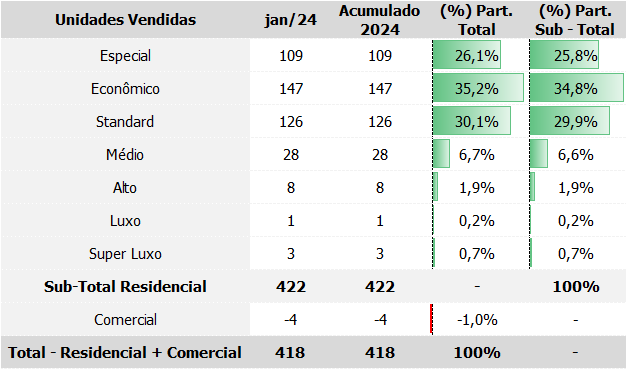 Unidades Vendidas jan/24 Acumulado 2024 (%) Part. Total (%) Part. Sub - Total
Especial 109 109 26,1% 25,8%
Econômico 147 147 35,2% 34,8%
Standard 126 126 30,1% 29,9%
Médio 28 28 6,7% 6,6%
Alto 8 8 1,9% 1,9%
Luxo 1 1 0,2% 0,2%
Super Luxo 3 3 0,7% 0,7%
Sub-Total Residencial 422 422 - 100%
Comercial -4 -4 -1,0% -
Total - Residencial + Comercial 418 418 100% -